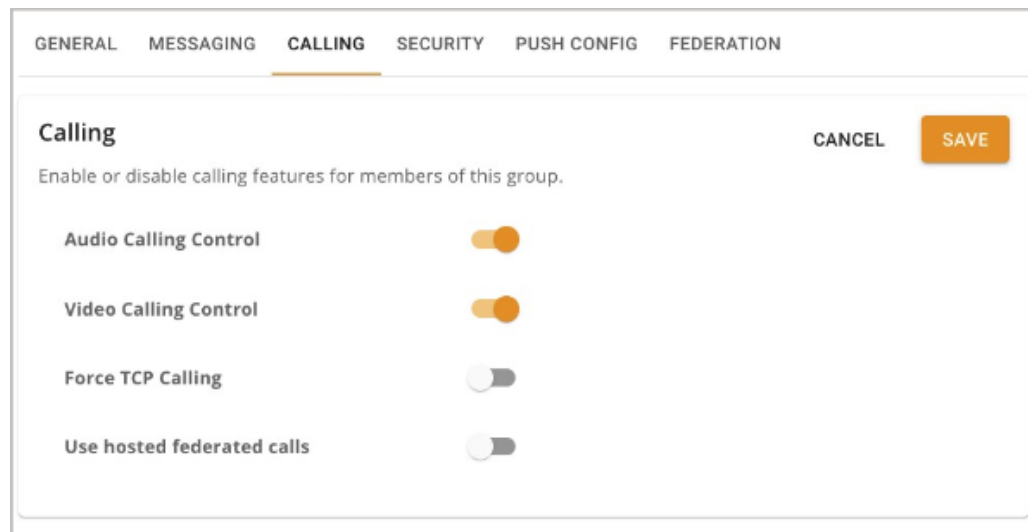 GENERAL MESSAGING CALLING SECURITY PUSH CONFIG FEDERATION
Calling
CANCEL SAVE
Enable or disable calling features for members of this group.
Audio Calling Control
Video Calling Control
Force TCP Calling
Use hosted federated calls